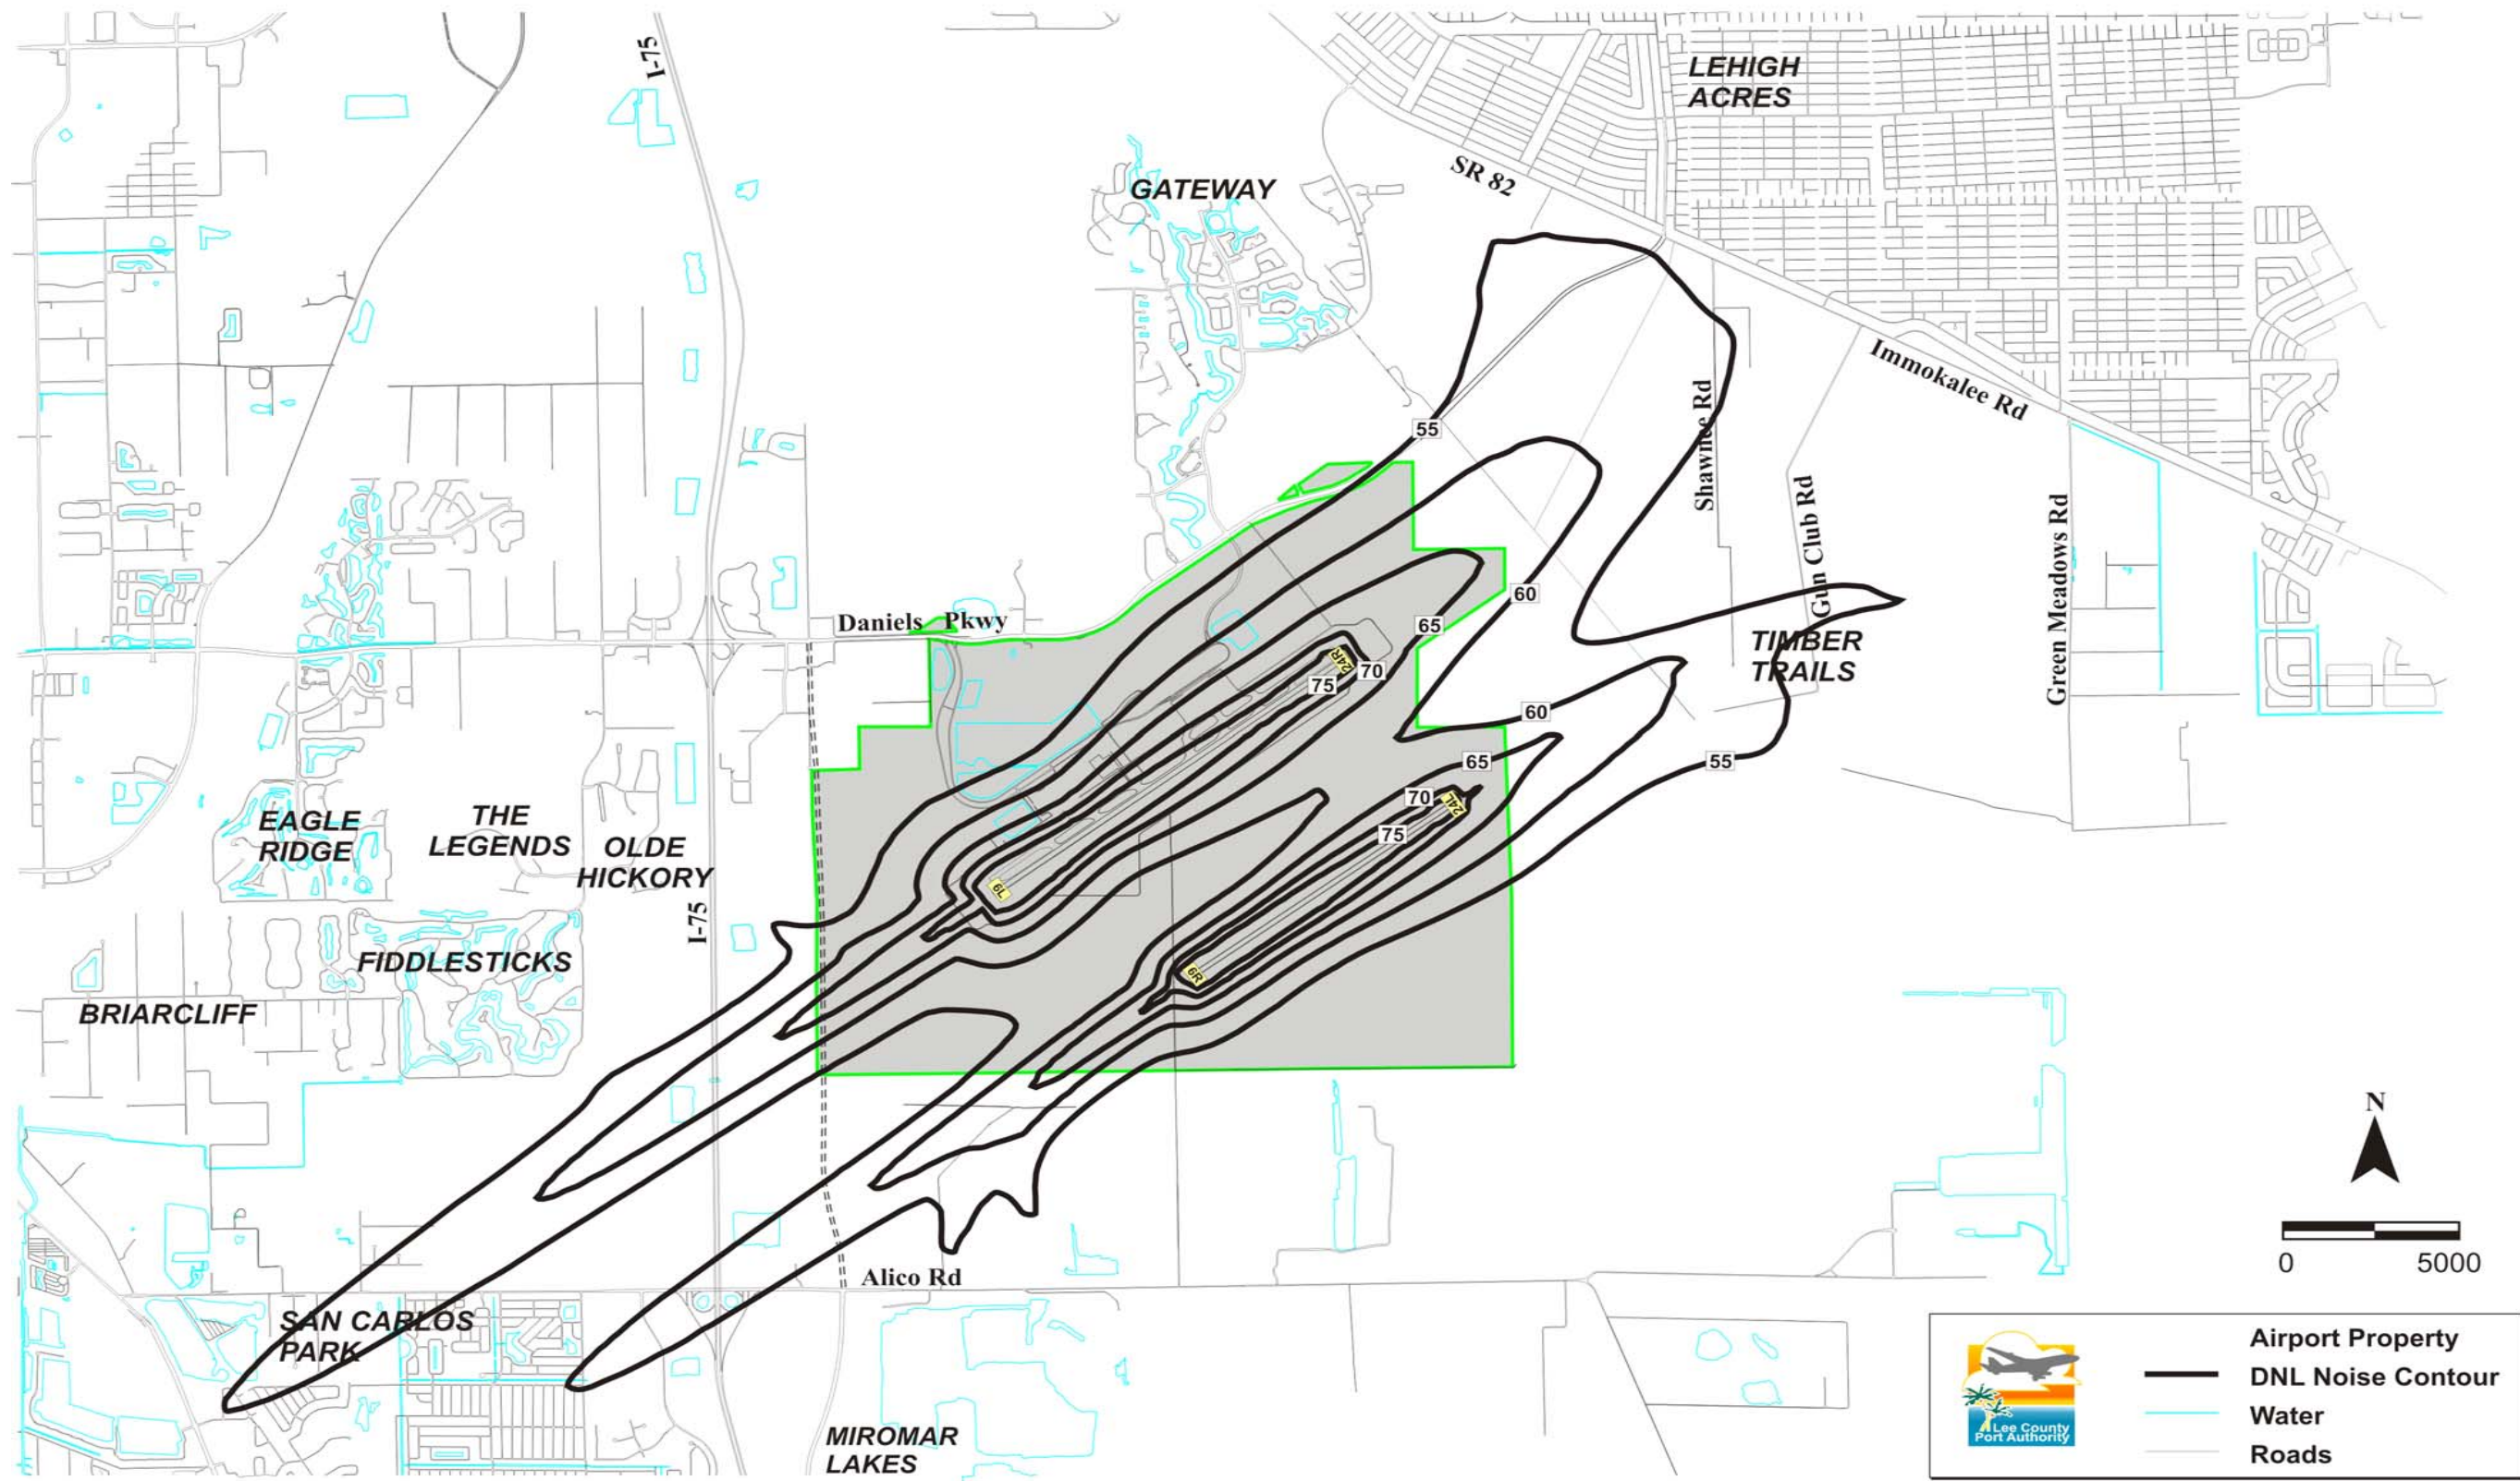 I-75
LEHIGH
ACRES
SR 82
GATEWAY
Immokalee Rd
Shawnee Rd
55
Gun Club Rd
Green Meadows Rd
60
Daniels Pkwy
65
TIMBER
TRAILS
24R
70
75
60
55
65
70
24L
75
EAGLE
RIDGE
THE
LEGENDS
OLDE
HICKORY
6L
I-75
FIDDLESTICKS
6R
BRIARCLIFF
N
0 5000
Alico Rd
SAN CARLOS
PARK
MIROMAR
LAKES
Airport Property
DNL Noise Contour
Water
Roads
Lee County
Port Authority